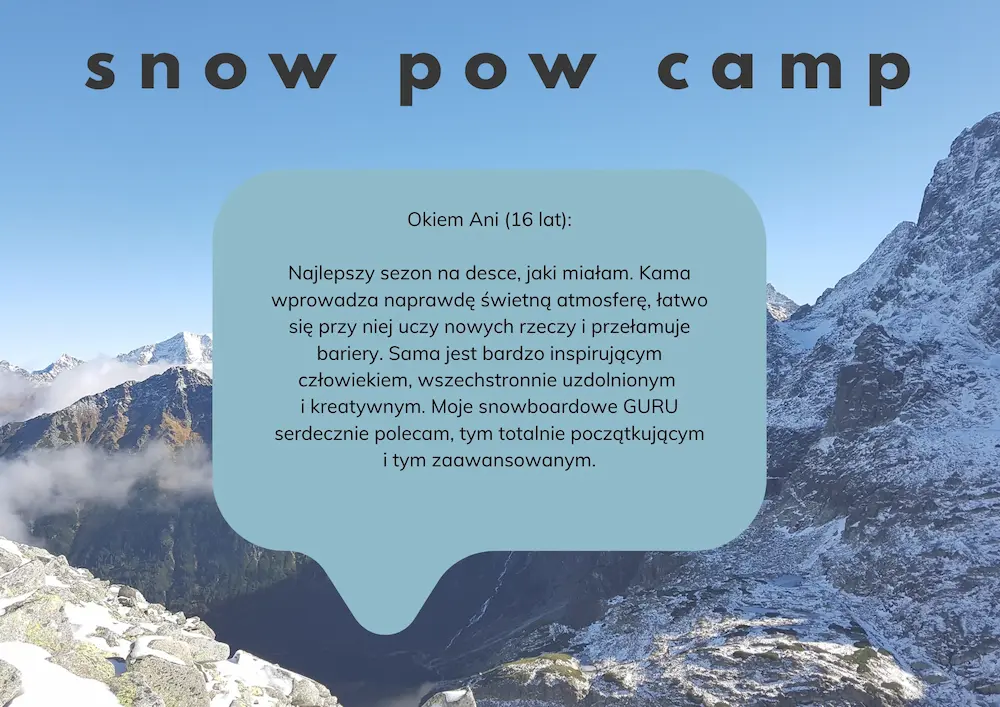 snow pow camp
Okiem Ani (16 lat):
Najlepszy sezon na desce, jaki miałam. Kama
wprowadza naprawdę świetną atmosferę, łatwo
się przy niej uczy nowych rzeczy i przełamuje
bariery. Sama jest bardzo inspirującym
człowiekiem, wszechstronnie uzdolnionym
i kreatywnym. Moje snowboardowe GURU
serdecznie polecam, tym totalnie początkującym
i tym zaawansowanym.